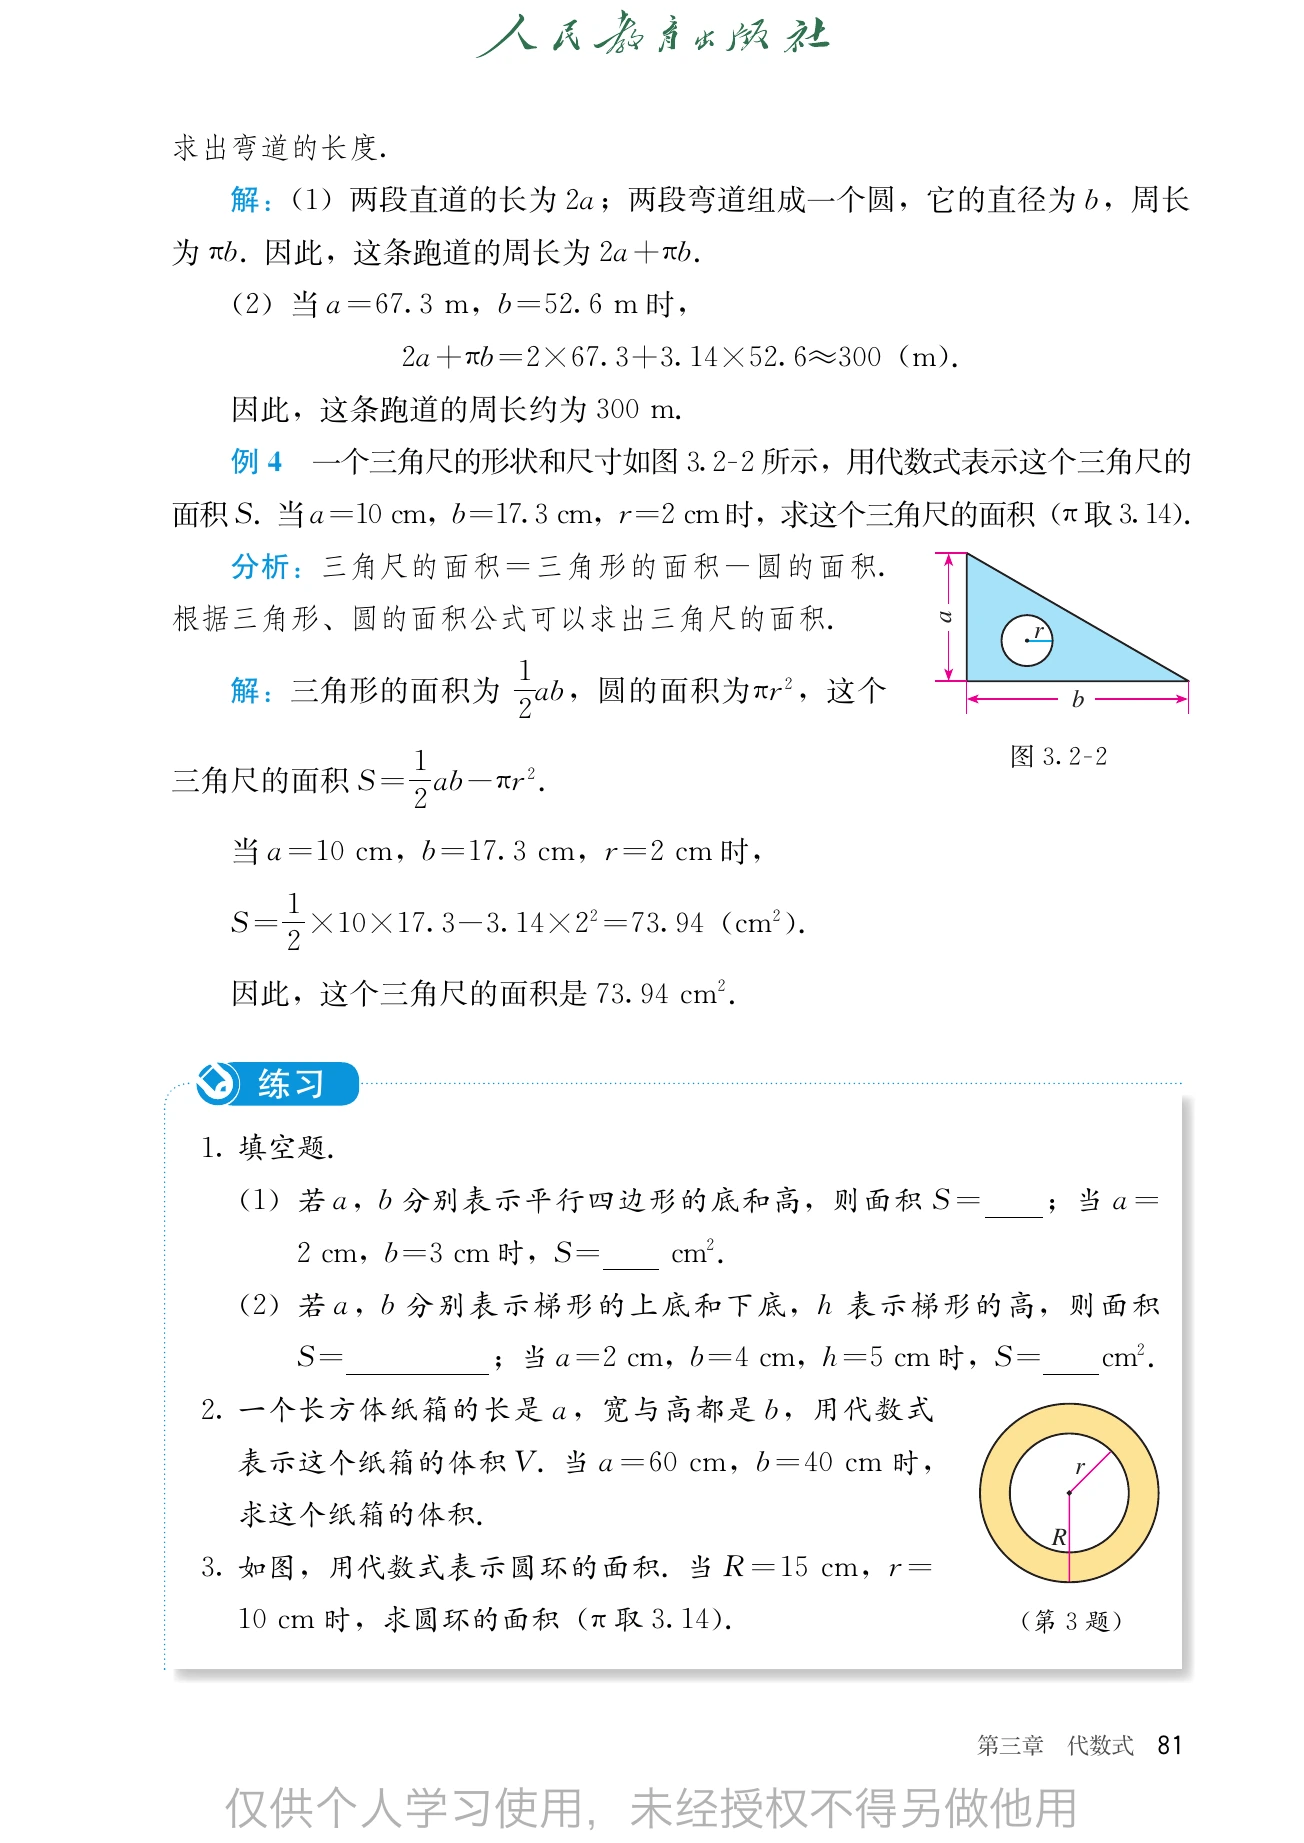 人民教育出版社
求出弯道的长度.
解：（1）两段直道的长为 2a；两段弯道组成一个圆，它的直径为 b，周长
为 πb. 因此，这条跑道的周长为 2a＋πb.
（2）当 a＝67.3 m，b＝52.6 m 时，
2a＋πb＝2×67.3＋3.14×52.6≈300（m）.
因此，这条跑道的周长约为 300 m.
例 4 一个三角尺的形状和尺寸如图 3.2-2 所示，用代数式表示这个三角尺的
面积 S. 当 a＝10 cm，b＝17.3 cm，r＝2 cm 时，求这个三角尺的面积（π 取 3.14）.
分析：三角尺的面积＝三角形的面积－圆的面积.
根据三角形、圆的面积公式可以求出三角尺的面积.
a
r
b
图 3.2-2
解：三角形的面积为 1/2 ab，圆的面积为πr²，这个
三角尺的面积 S＝1/2 ab－πr².
当 a＝10 cm，b＝17.3 cm，r＝2 cm 时，
S＝1/2×10×17.3－3.14×2²＝73.94（cm²）.
因此，这个三角尺的面积是 73.94 cm².
练习
1. 填空题.
（1）若 a，b 分别表示平行四边形的底和高，则面积 S＝____；当 a＝
2 cm，b＝3 cm 时，S＝____ cm².
（2）若 a，b 分别表示梯形的上底和下底，h 表示梯形的高，则面积
S＝__________；当 a＝2 cm，b＝4 cm，h＝5 cm 时，S＝____ cm².
2. 一个长方体纸箱的长是 a，宽与高都是 b，用代数式
表示这个纸箱的体积 V. 当 a＝60 cm，b＝40 cm 时，
求这个纸箱的体积.
3. 如图，用代数式表示圆环的面积. 当 R＝15 cm，r＝
10 cm 时，求圆环的面积（π 取 3.14）.
r
R
（第 3 题）
第三章 代数式 81
仅供个人学习使用，未经授权不得另做他用